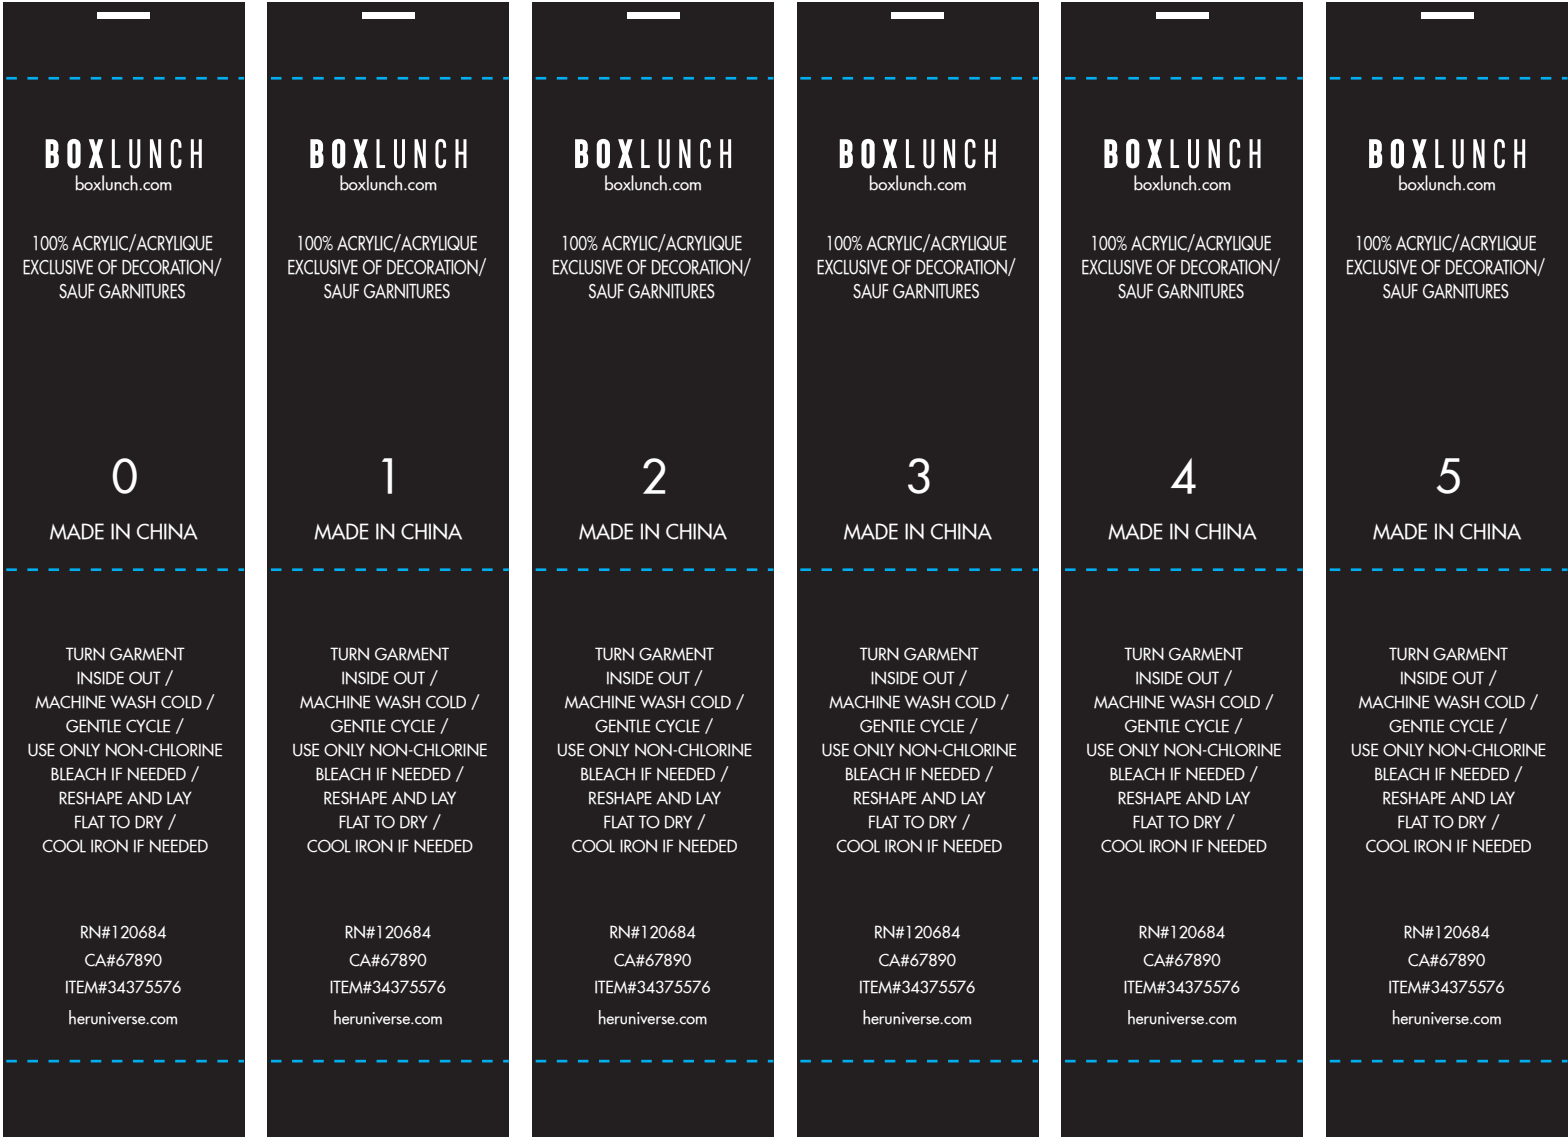 BOXLUNCH
boxlunch.com
100% ACRYLIC/ACRYLIQUE
EXCLUSIVE OF DECORATION/
SAUF GARNITURES
0
MADE IN CHINA
TURN GARMENT
INSIDE OUT /
MACHINE WASH COLD /
GENTLE CYCLE /
USE ONLY NON-CHLORINE
BLEACH IF NEEDED /
RESHAPE AND LAY
FLAT TO DRY /
COOL IRON IF NEEDED
RN#120684
CA#67890
ITEM#34375576
heruniverse.com
BOXLUNCH
boxlunch.com
100% ACRYLIC/ACRYLIQUE
EXCLUSIVE OF DECORATION/
SAUF GARNITURES
1
MADE IN CHINA
TURN GARMENT
INSIDE OUT /
MACHINE WASH COLD /
GENTLE CYCLE /
USE ONLY NON-CHLORINE
BLEACH IF NEEDED /
RESHAPE AND LAY
FLAT TO DRY /
COOL IRON IF NEEDED
RN#120684
CA#67890
ITEM#34375576
heruniverse.com
BOXLUNCH
boxlunch.com
100% ACRYLIC/ACRYLIQUE
EXCLUSIVE OF DECORATION/
SAUF GARNITURES
2
MADE IN CHINA
TURN GARMENT
INSIDE OUT /
MACHINE WASH COLD /
GENTLE CYCLE /
USE ONLY NON-CHLORINE
BLEACH IF NEEDED /
RESHAPE AND LAY
FLAT TO DRY /
COOL IRON IF NEEDED
RN#120684
CA#67890
ITEM#34375576
heruniverse.com
BOXLUNCH
boxlunch.com
100% ACRYLIC/ACRYLIQUE
EXCLUSIVE OF DECORATION/
SAUF GARNITURES
3
MADE IN CHINA
TURN GARMENT
INSIDE OUT /
MACHINE WASH COLD /
GENTLE CYCLE /
USE ONLY NON-CHLORINE
BLEACH IF NEEDED /
RESHAPE AND LAY
FLAT TO DRY /
COOL IRON IF NEEDED
RN#120684
CA#67890
ITEM#34375576
heruniverse.com
BOXLUNCH
boxlunch.com
100% ACRYLIC/ACRYLIQUE
EXCLUSIVE OF DECORATION/
SAUF GARNITURES
4
MADE IN CHINA
TURN GARMENT
INSIDE OUT /
MACHINE WASH COLD /
GENTLE CYCLE /
USE ONLY NON-CHLORINE
BLEACH IF NEEDED /
RESHAPE AND LAY
FLAT TO DRY /
COOL IRON IF NEEDED
RN#120684
CA#67890
ITEM#34375576
heruniverse.com
BOXLUNCH
boxlunch.com
100% ACRYLIC/ACRYLIQUE
EXCLUSIVE OF DECORATION/
SAUF GARNITURES
5
MADE IN CHINA
TURN GARMENT
INSIDE OUT /
MACHINE WASH COLD /
GENTLE CYCLE /
USE ONLY NON-CHLORINE
BLEACH IF NEEDED /
RESHAPE AND LAY
FLAT TO DRY /
COOL IRON IF NEEDED
RN#120684
CA#67890
ITEM#34375576
heruniverse.com